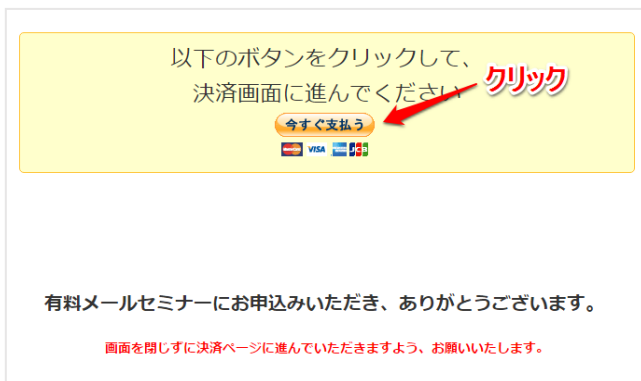 以下のボタンをクリックして、
決済画面に進んでください
クリック
今すぐ支払う
MasterCard VISA JCB
有料メールセミナーにお申込みいただき、ありがとうございます。
画面を閉じずに決済ページに進んでいただきますよう、お願いいたします。